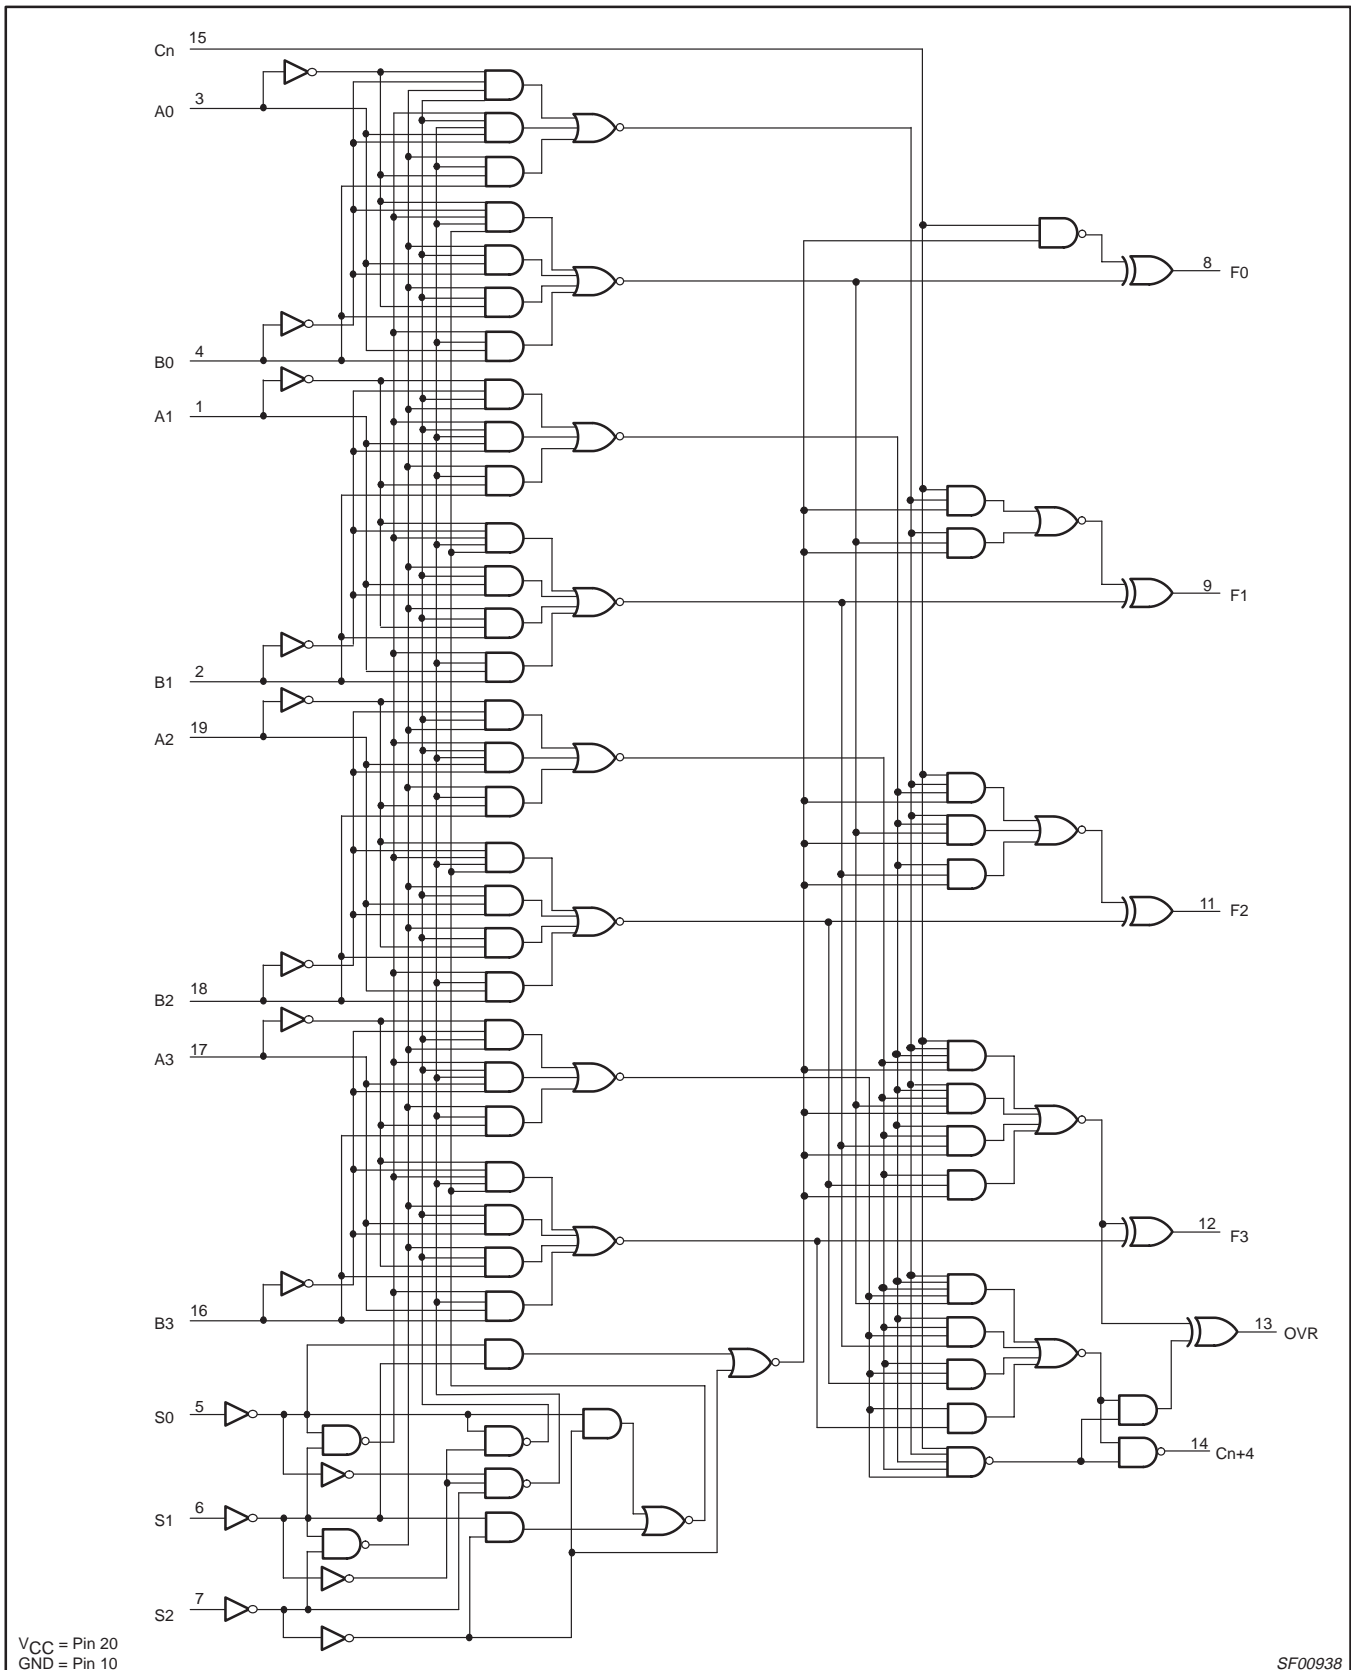 15
Cn
3
A0
8
F0
4
B0
1
A1
9
F1
2
B1
19
A2
11
F2
18
B2
17
A3
12
F3
16
B3
13
OVR
5
S0
14
Cn+4
6
S1
7
S2
VCC = Pin 20
GND = Pin 10
SF00938